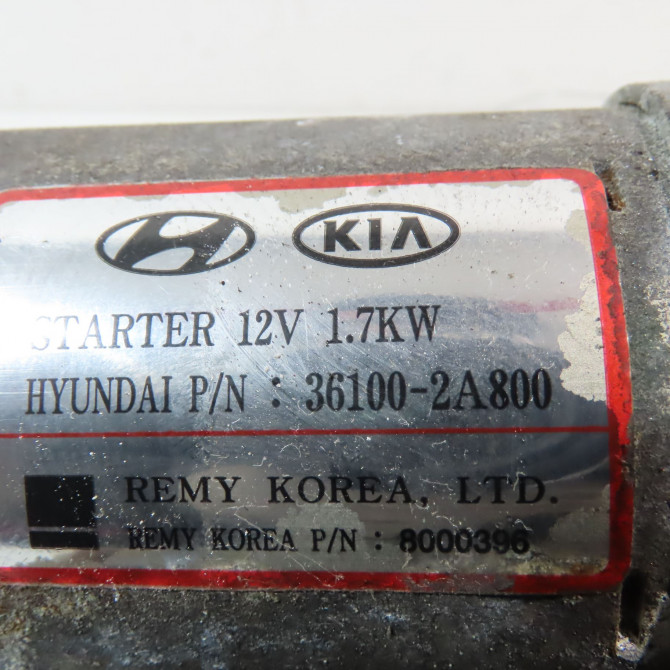 KIA
STARTER 12V 1.7KW
HYUNDAI P/N : 36100-2A800
REMY KOREA, LTD.
REMY KOREA P/N : 8000396